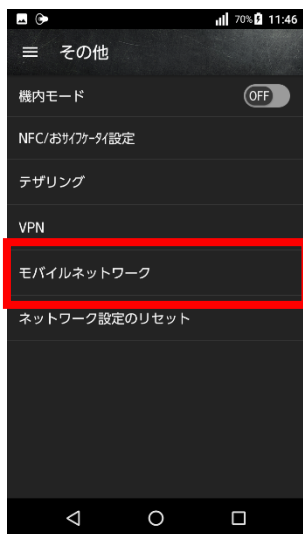 70% 11:46
その他
機内モード
OFF
NFC/おサイフケータイ設定
テザリング
VPN
モバイルネットワーク
ネットワーク設定のリセット